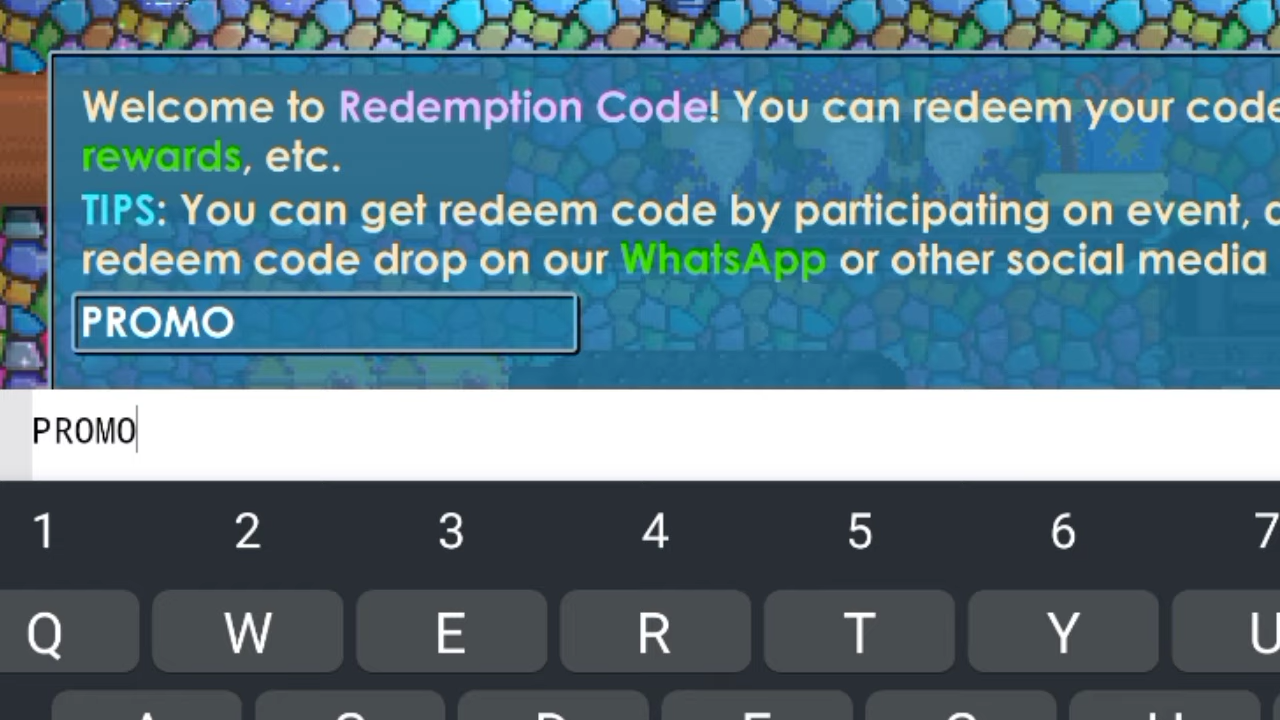 Welcome to Redemption Code! You can redeem your code
rewards, etc.
TIPS: You can get redeem code by participating on event,
redeem code drop on our WhatsApp or other social media
PROMO
PROMO
1 2 3 4 5 6 7
Q W E R T Y U